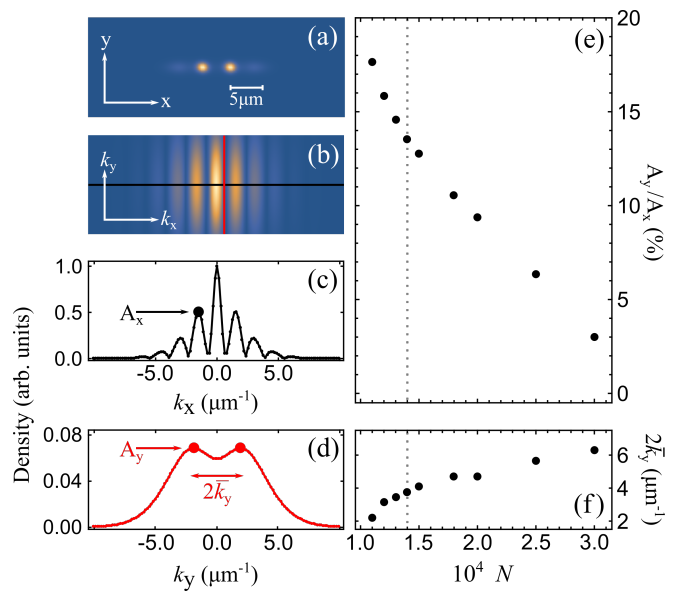 (a)
y
x
5μm
(b)
k_y
k_x
(c)
1.0
0.5
0.0
A_x
-5.0 0.0 5.0
k_x (μm⁻¹)
Density (arb. units)
(d)
0.08
0.04
0.00
A_y
2k̅_y
-5.0 0.0 5.0
k_y (μm⁻¹)
(e)
20
15
10
5
0
A_y/A_x (%)
(f)
6
4
2
2k̅_y (μm⁻¹)
1.0 1.5 2.0 2.5 3.0
10⁴ N